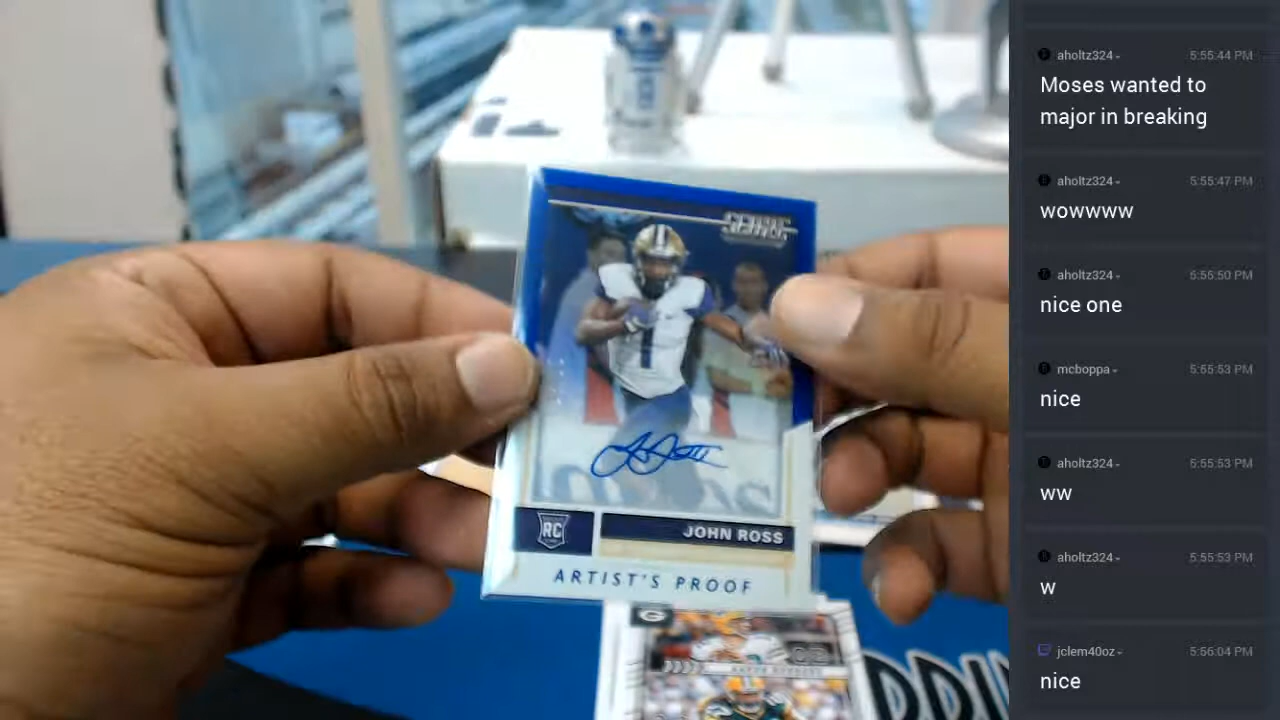 SCORE
1
RC
JOHN ROSS
ARTIST'S PROOF
G
aholtz324
5:55:44 PM
Moses wanted to
major in breaking
aholtz324
5:55:47 PM
wowwww
aholtz324
5:55:50 PM
nice one
mcboppa
5:55:53 PM
nice
aholtz324
5:55:53 PM
ww
aholtz324
5:55:53 PM
w
jclem40oz
5:56:04 PM
nice